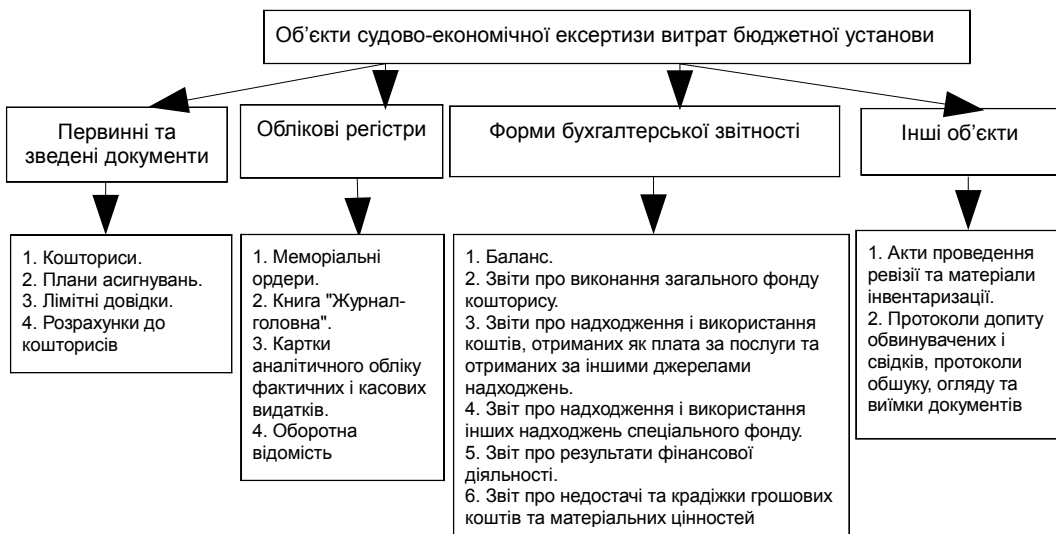 Об’єкти судово-економічної ексертизи витрат бюджетної установи
Первинні та
зведені документи
Облікові регістри
Форми бухгалтерської звітності
Інші об’єкти
1. Кошториси.
2. Плани асигнувань.
3. Лімітні довідки.
4. Розрахунки до
кошторисів
1. Меморіальні
ордери.
2. Книга "Журнал-
головна".
3. Картки
аналітичного обліку
фактичних і касових
видатків.
4. Оборотна
відомість
1. Баланс.
2. Звіти про виконання загального фонду
кошторису.
3. Звіти про надходження і використання
коштів, отриманих як плата за послуги та
отриманих за іншими джерелами
надходжень.
4. Звіт про надходження і використання
інших надходжень спеціального фонду.
5. Звіт про результати фінансової
діяльності.
6. Звіт про недостачі та крадіжки грошових
коштів та матеріальних цінностей
1. Акти проведення
ревізії та матеріали
інвентаризації.
2. Протоколи допиту
обвинувачених і
свідків, протоколи
обшуку, огляду та
виїмки документів